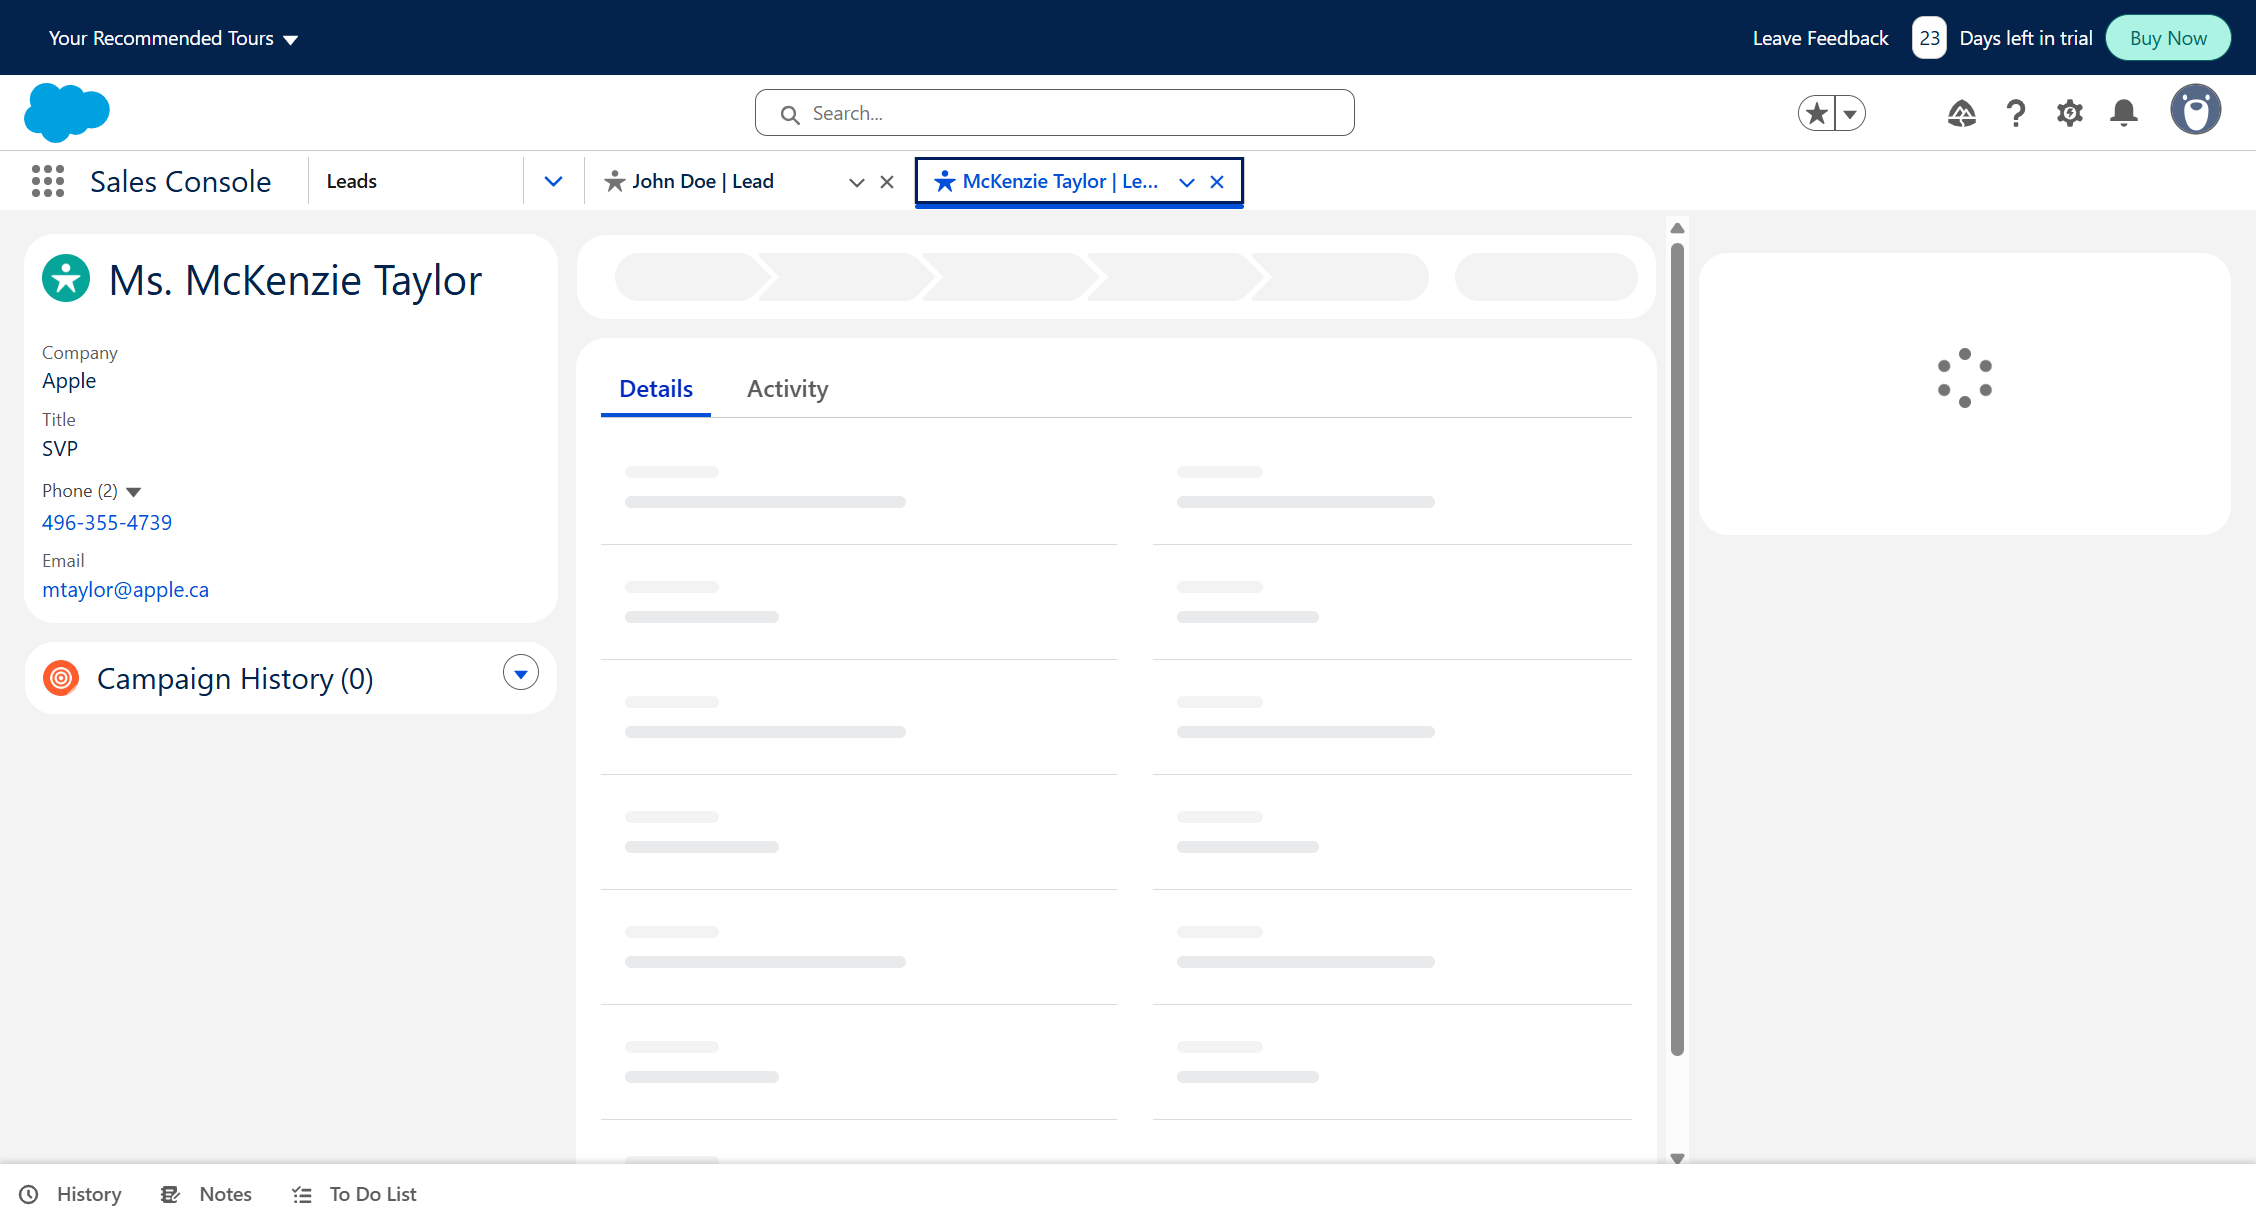 Your Recommended Tours
Leave Feedback
23
Days left in trial
Buy Now
Search...
Sales Console
Leads
John Doe | Lead
McKenzie Taylor | Le...
Ms. McKenzie Taylor
Company
Apple
Title
SVP
Phone (2)
496-355-4739
Email
mtaylor@apple.ca
Campaign History (0)
Details
Activity
History
Notes
To Do List